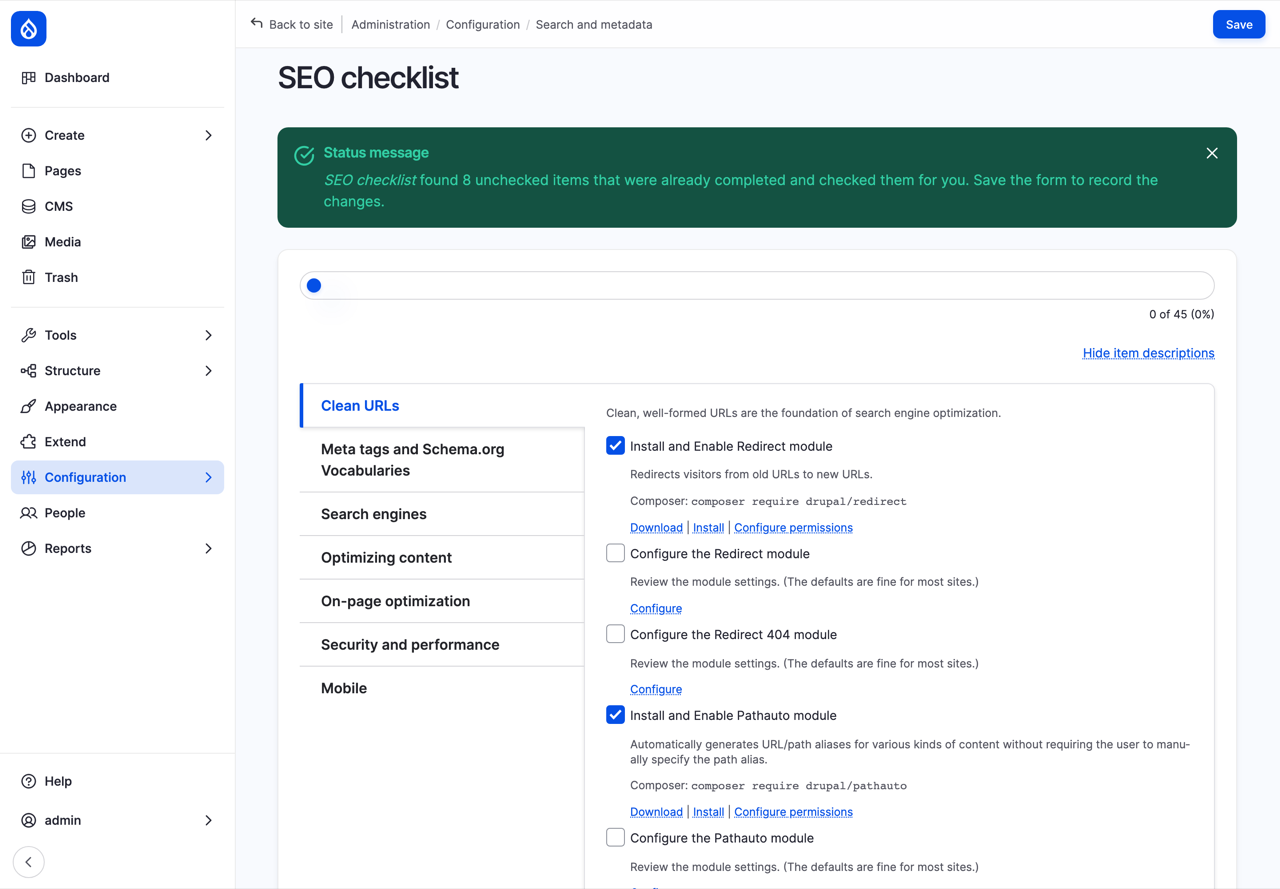 Back to site
Administration / Configuration / Search and metadata
Save
Dashboard
Create
Pages
CMS
Media
Trash
Tools
Structure
Appearance
Extend
Configuration
People
Reports
Help
admin
SEO checklist
Status message
SEO checklist found 8 unchecked items that were already completed and checked them for you. Save the form to record the
changes.
0 of 45 (0%)
Hide item descriptions
Clean URLs
Meta tags and Schema.org
Vocabularies
Search engines
Optimizing content
On-page optimization
Security and performance
Mobile
Clean, well-formed URLs are the foundation of search engine optimization.
Install and Enable Redirect module
Redirects visitors from old URLs to new URLs.
Composer: composer require drupal/redirect
Download | Install | Configure permissions
Configure the Redirect module
Review the module settings. (The defaults are fine for most sites.)
Configure
Configure the Redirect 404 module
Review the module settings. (The defaults are fine for most sites.)
Configure
Install and Enable Pathauto module
Automatically generates URL/path aliases for various kinds of content without requiring the user to manu-
ally specify the path alias.
Composer: composer require drupal/pathauto
Download | Install | Configure permissions
Configure the Pathauto module
Review the module settings. (The defaults are fine for most sites.)